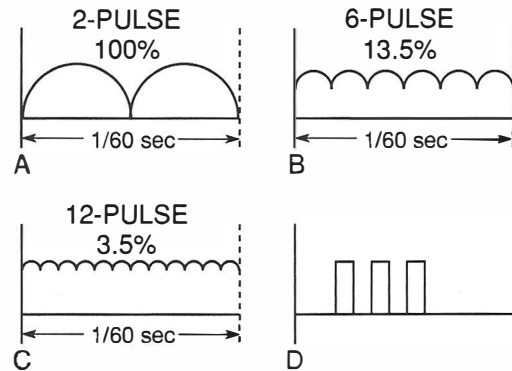 2-PULSE
100%
1/60 sec
A
6-PULSE
13.5%
1/60 sec
B
12-PULSE
3.5%
1/60 sec
C
D